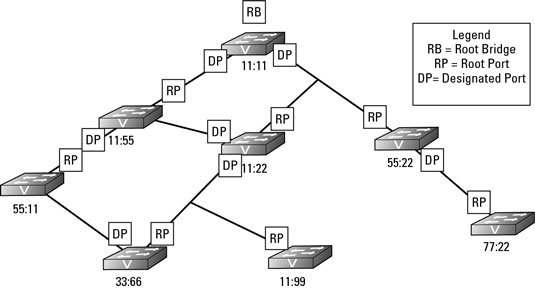 RB
Legend
RB = Root Bridge
RP = Root Port
DP= Designated Port
DP
DP
11:11
RP
RP
DP
DP
RP
11:55
DP
11:22
55:22
DP
RP
55:11
RP
77:22
DP
RP
RP
33:66
11:99
V
V
V
V
V
V
V
V